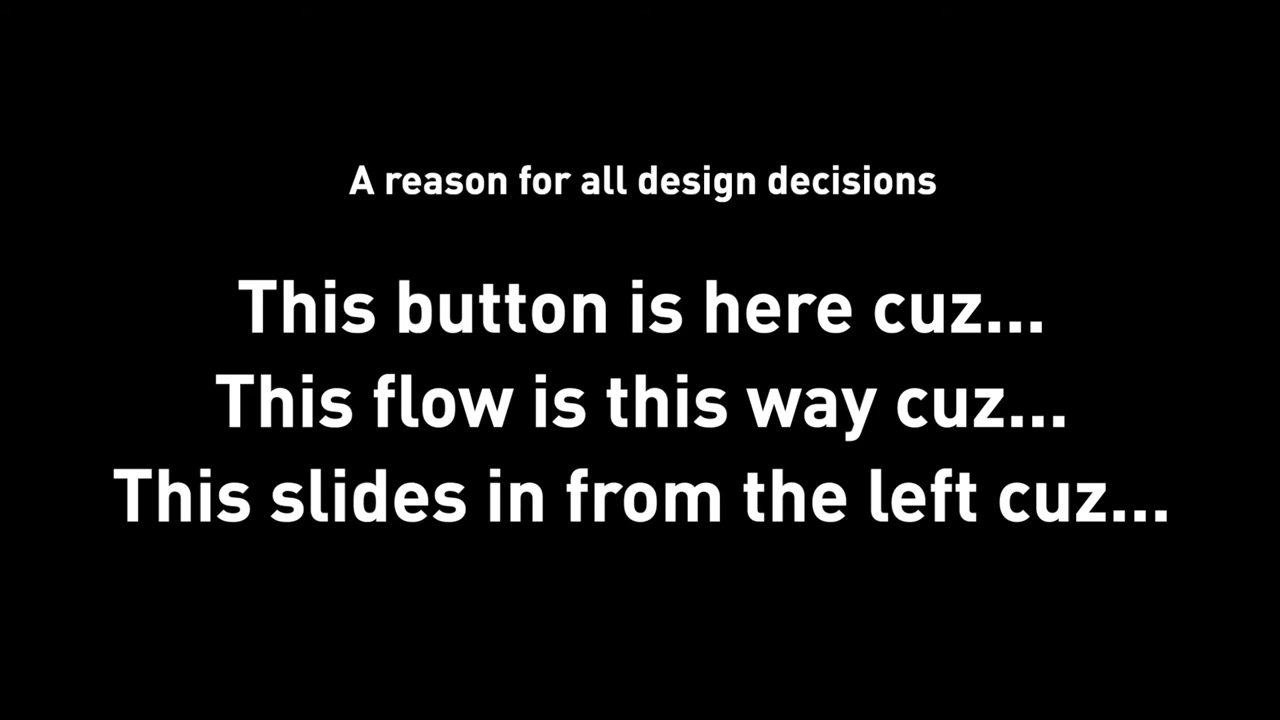 A reason for all design decisions
This button is here cuz...
This flow is this way cuz...
This slides in from the left cuz...